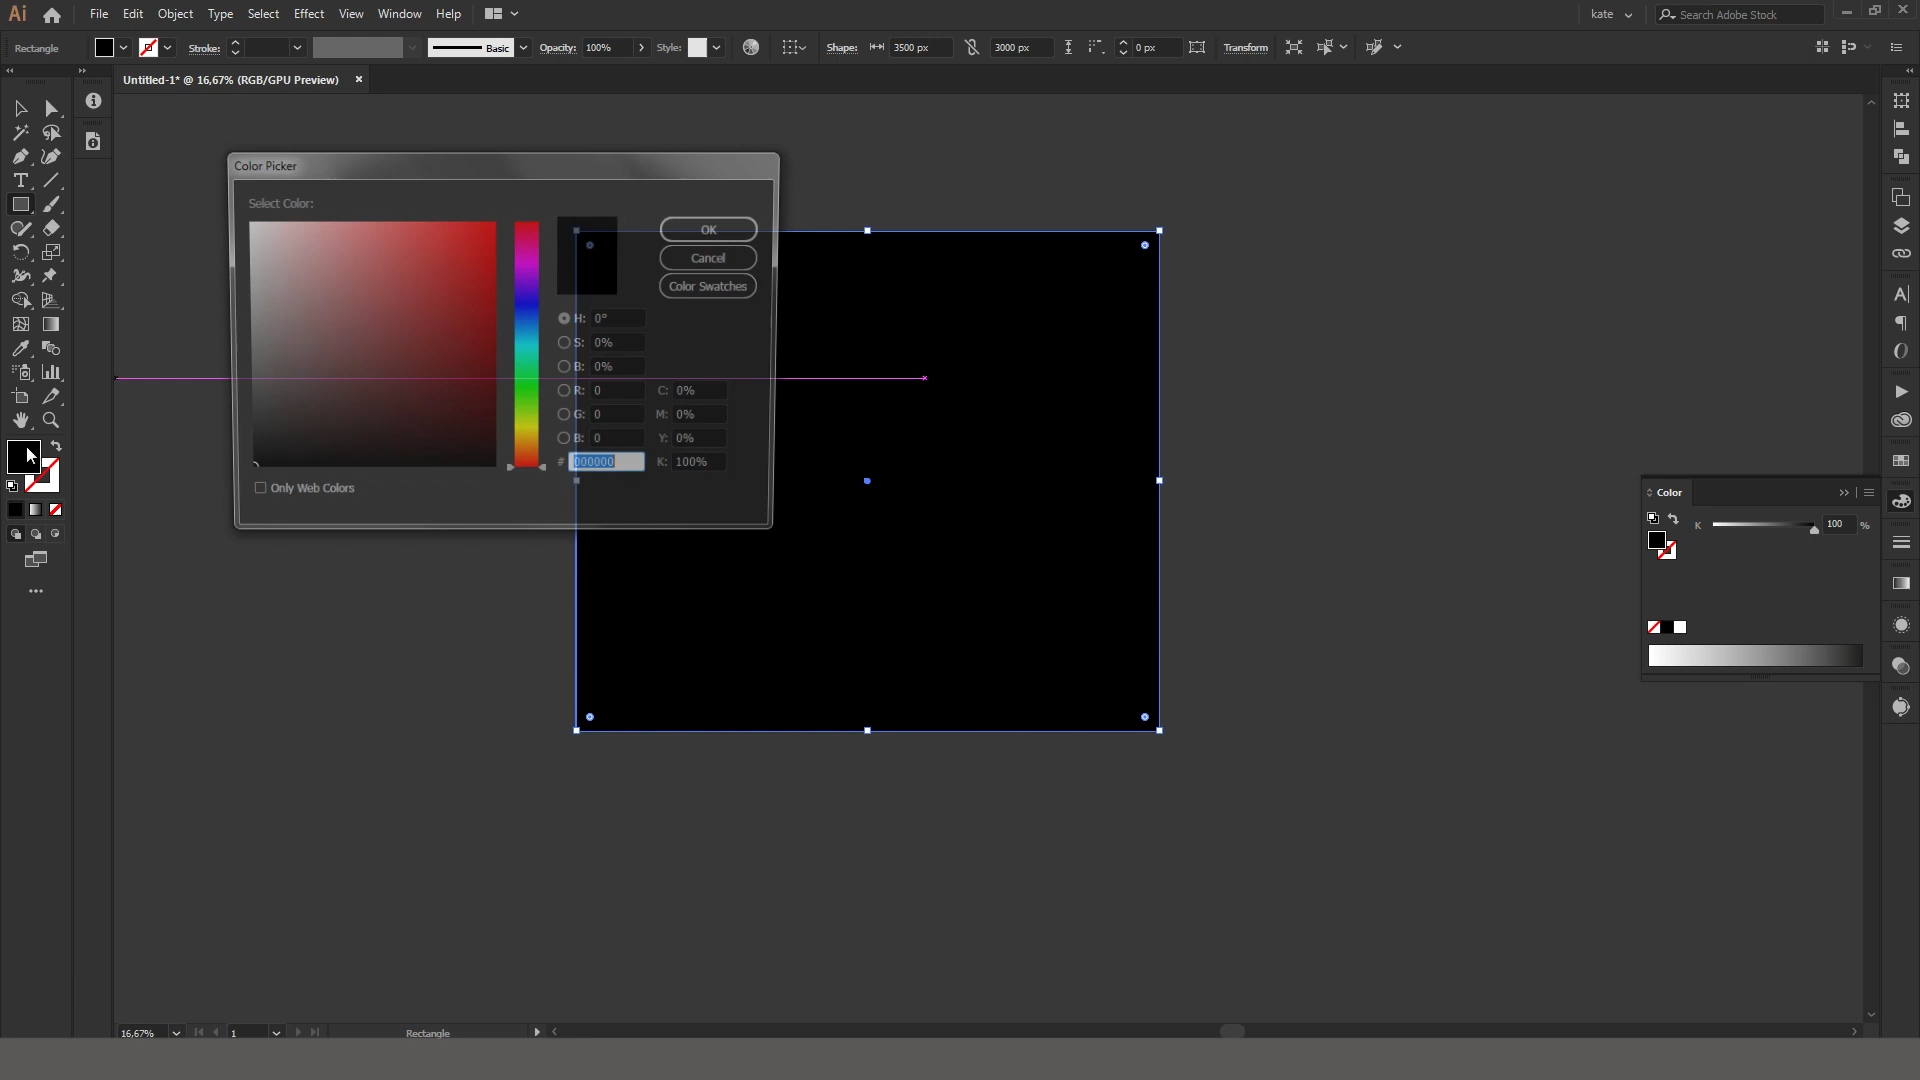 Ai File Edit Object Type Select Effect View Window Help kate Search Adobe Stock
Rectangle Stroke: Basic Opacity: 100% Style: Shape: 3500 px 3000 px 0 px Transform
Untitled-1* @ 16,67% (RGB/GPU Preview)
Color Picker
Select Color:
OK
Cancel
Color Swatches
H: 0°
S: 0%
B: 0%
R: 0 C: 0%
G: 0 M: 0%
B: 0 Y: 0%
# 000000 K: 100%
Only Web Colors
Color
K 100 %
16,67% 1 Rectangle